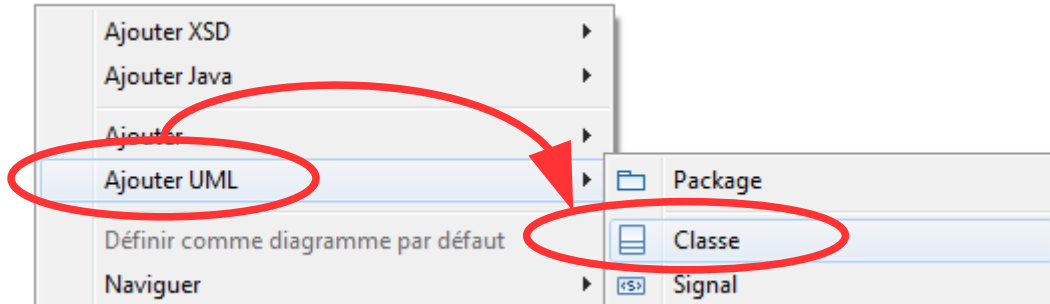 Ajouter XSD
Ajouter Java
Ajouter
Ajouter UML
Package
Définir comme diagramme par défaut
Classe
Naviguer
Signal